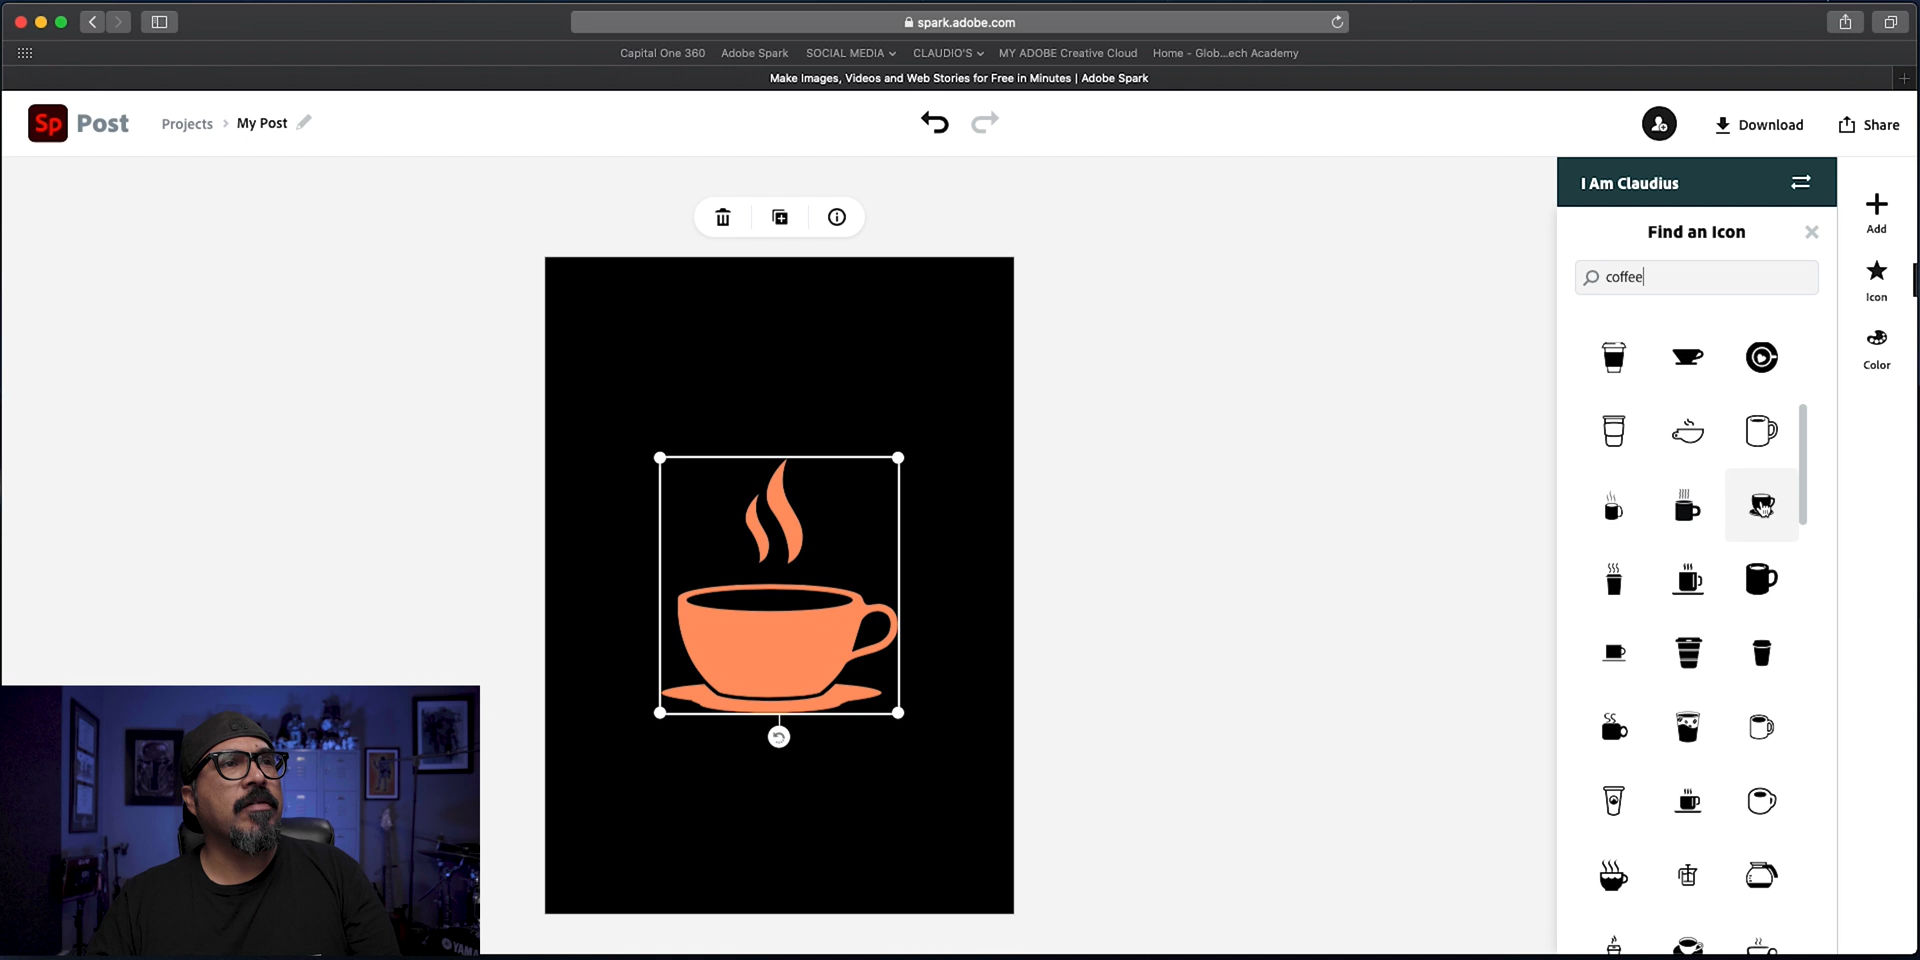 spark.adobe.com
Capital One 360 Adobe Spark SOCIAL MEDIA CLAUDIO'S MY ADOBE Creative Cloud Home - Glob...ech Academy
Make Images, Videos and Web Stories for Free in Minutes | Adobe Spark
Sp Post Projects > My Post Download Share
I Am Claudius
Find an Icon
coffee
Add
Icon
Color